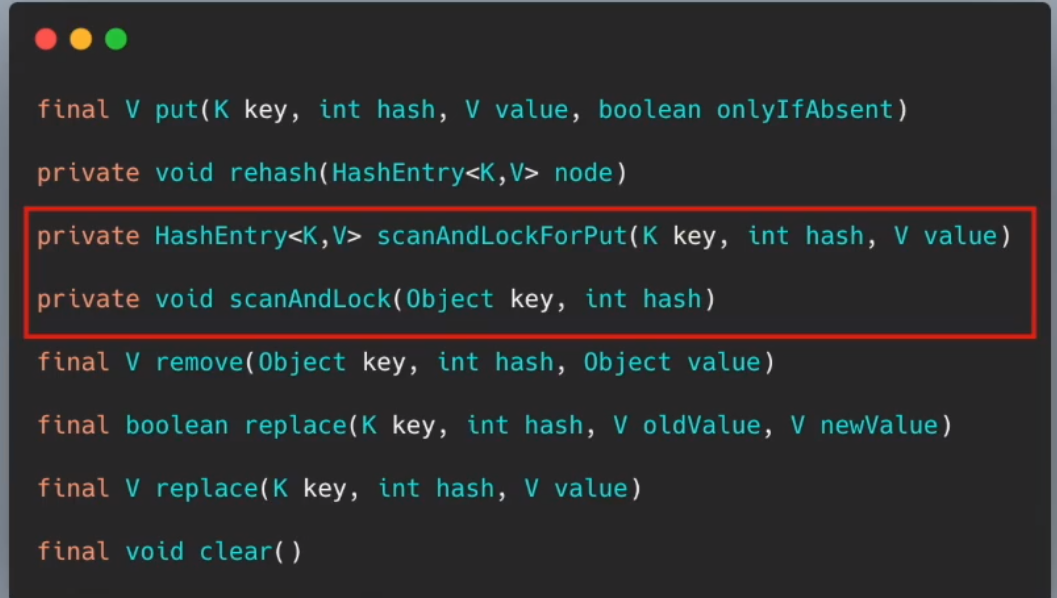 final V put(K key, int hash, V value, boolean onlyIfAbsent)
private void rehash(HashEntry<K,V> node)
private HashEntry<K,V> scanAndLockForPut(K key, int hash, V value)
private void scanAndLock(Object key, int hash)
final V remove(Object key, int hash, Object value)
final boolean replace(K key, int hash, V oldValue, V newValue)
final V replace(K key, int hash, V value)
final void clear()